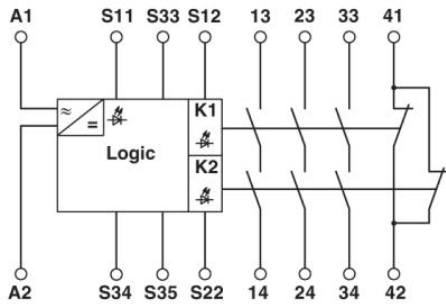 A1 S11 S33 S12 13 23 33 41
≈
=
K1
Logic
K2
A2 S34 S35 S22 14 24 34 42